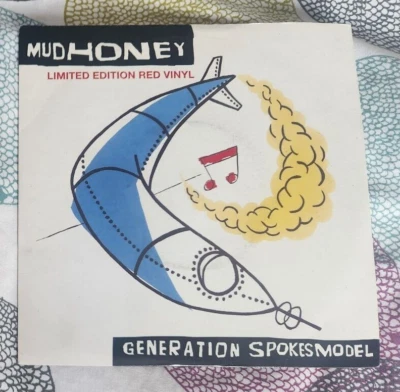 MUDHONEY
LIMITED EDITION RED VINYL
GENERATION SPOKESMODEL